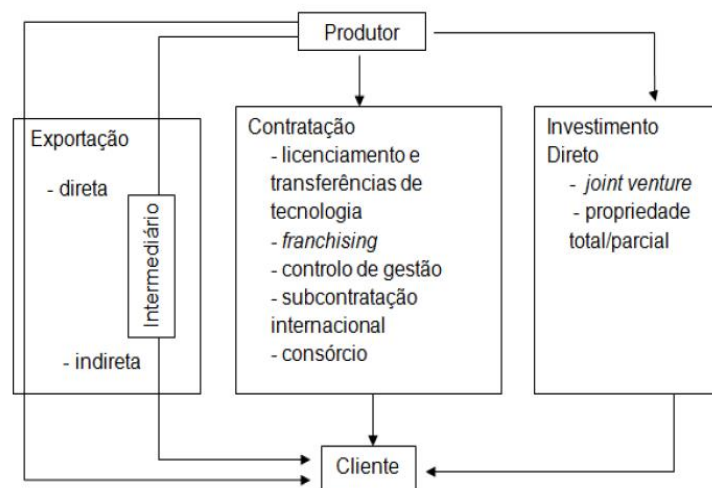 Produtor
Exportação
- direta
Intermediário
- indireta
Contratação
- licenciamento e
transferências de
tecnologia
- franchising
- controlo de gestão
- subcontratação
internacional
- consórcio
Investimento
Direto
- joint venture
- propriedade
total/parcial
Cliente